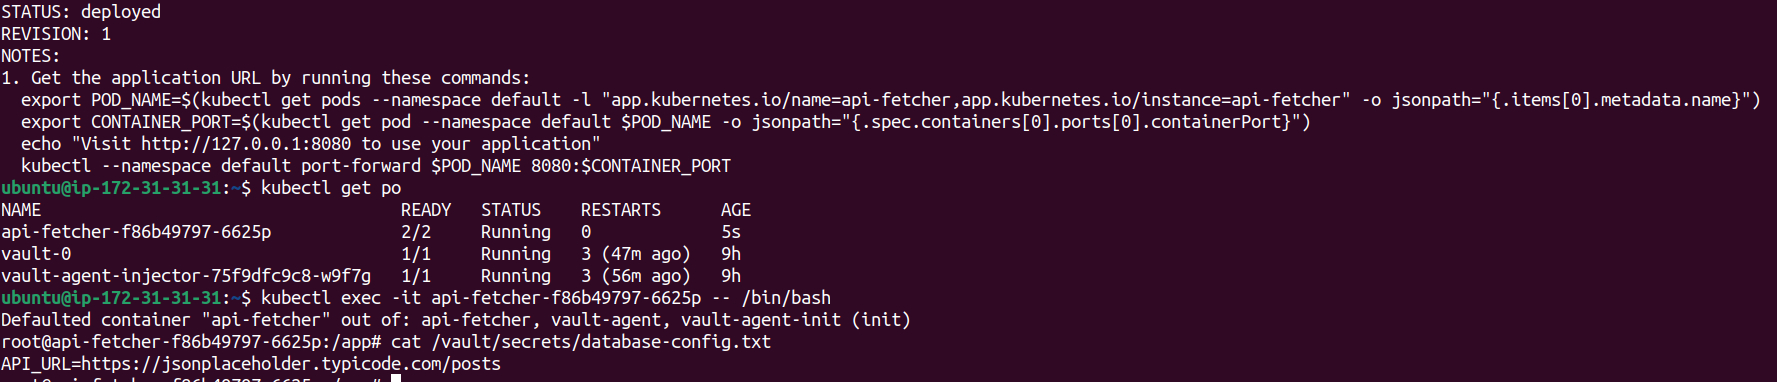 STATUS: deployed
REVISION: 1
NOTES:
1. Get the application URL by running these commands:
  export POD_NAME=$(kubectl get pods --namespace default -l "app.kubernetes.io/name=api-fetcher,app.kubernetes.io/instance=api-fetcher" -o jsonpath="{.items[0].metadata.name}")
  export CONTAINER_PORT=$(kubectl get pod --namespace default $POD_NAME -o jsonpath="{.spec.containers[0].ports[0].containerPort}")
  echo "Visit http://127.0.0.1:8080 to use your application"
  kubectl --namespace default port-forward $POD_NAME 8080:$CONTAINER_PORT
ubuntu@ip-172-31-31-31:~$ kubectl get po
NAME                                    READY   STATUS    RESTARTS      AGE
api-fetcher-f86b49797-6625p             2/2     Running   0             5s
vault-0                                 1/1     Running   3 (47m ago)   9h
vault-agent-injector-75f9dfc9c8-w9f7g   1/1     Running   3 (56m ago)   9h
ubuntu@ip-172-31-31-31:~$ kubectl exec -it api-fetcher-f86b49797-6625p -- /bin/bash
Defaulted container "api-fetcher" out of: api-fetcher, vault-agent, vault-agent-init (init)
root@api-fetcher-f86b49797-6625p:/app# cat /vault/secrets/database-config.txt
API_URL=https://jsonplaceholder.typicode.com/posts